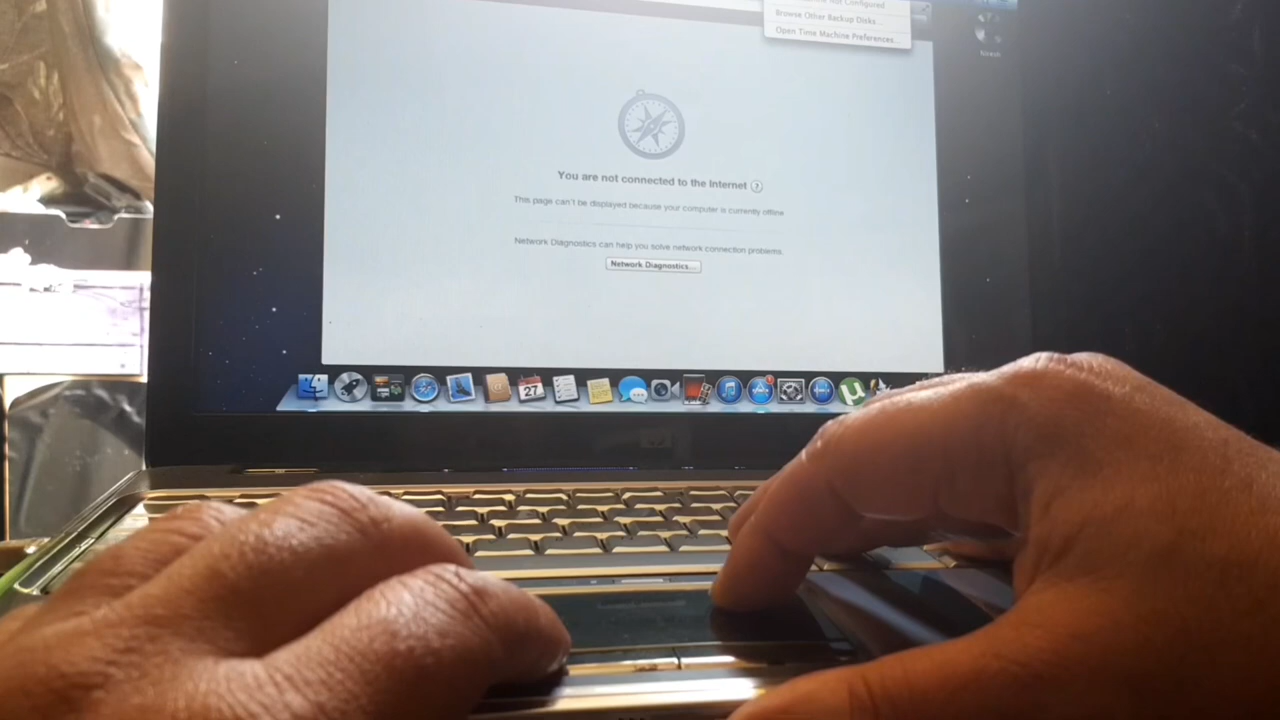 Not Configured
Browse Other Backup Disks...
Open Time Machine Preferences...
You are not connected to the Internet ?
This page can't be displayed because your computer is currently offline
Network Diagnostics can help you solve network connection problems.
Network Diagnostics...
27